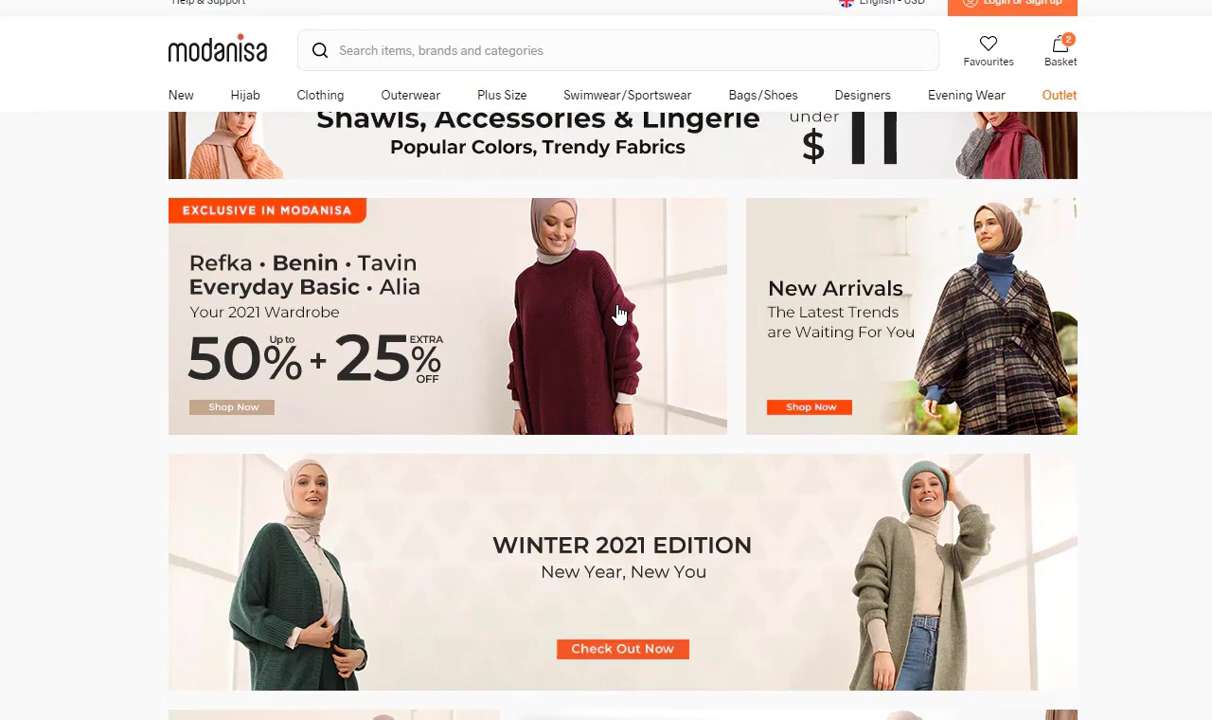 Help & Support
English - USD
Login or Sign up
modanisa
Search items, brands and categories
Favourites
2
Basket
New
Hijab
Clothing
Outerwear
Plus Size
Swimwear/Sportswear
Bags/Shoes
Designers
Evening Wear
Outlet
Shawls, Accessories & Lingerie
Popular Colors, Trendy Fabrics
under
$11
EXCLUSIVE IN MODANISA
Refka • Benin • Tavin
Everyday Basic • Alia
Your 2021 Wardrobe
Up to 50% + 25% EXTRA OFF
Shop Now
New Arrivals
The Latest Trends
are Waiting For You
Shop Now
WINTER 2021 EDITION
New Year, New You
Check Out Now